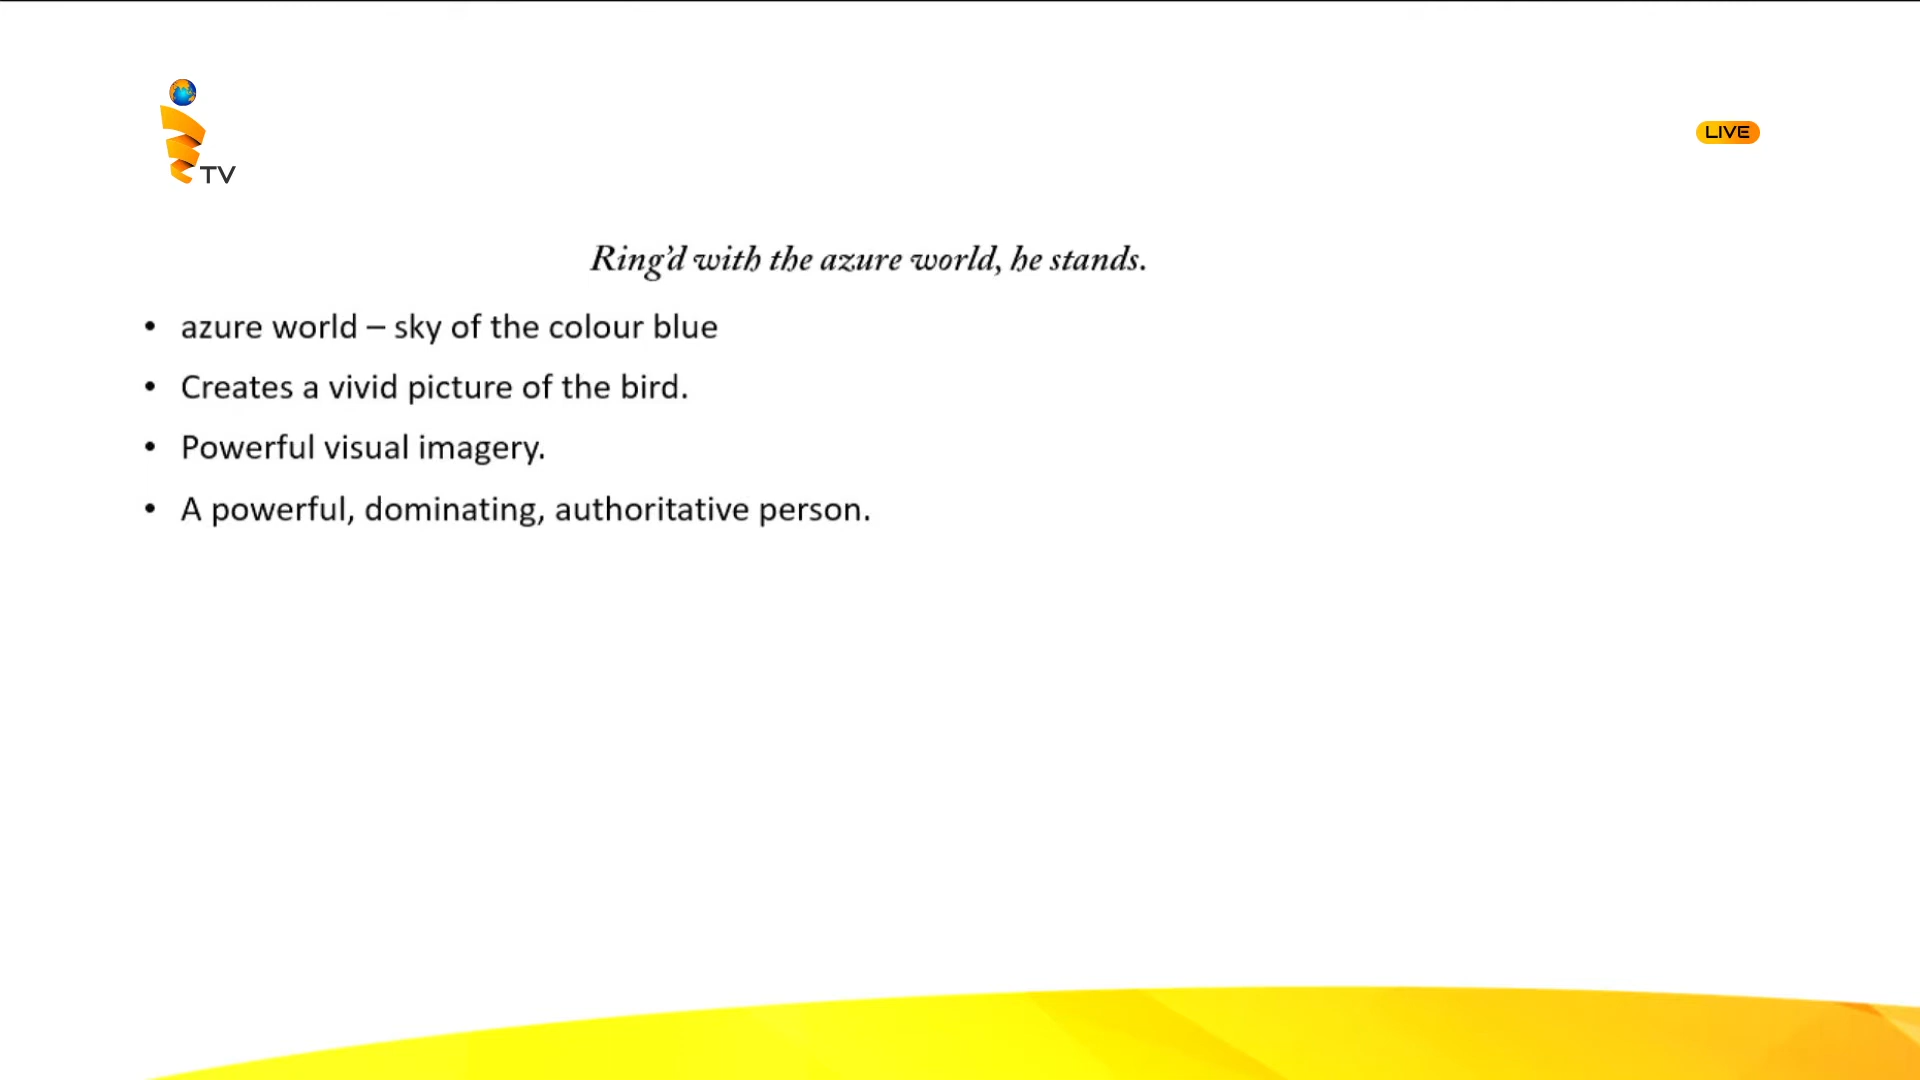 TV
LIVE
Ring’d with the azure world, he stands.
• azure world – sky of the colour blue
• Creates a vivid picture of the bird.
• Powerful visual imagery.
• A powerful, dominating, authoritative person.